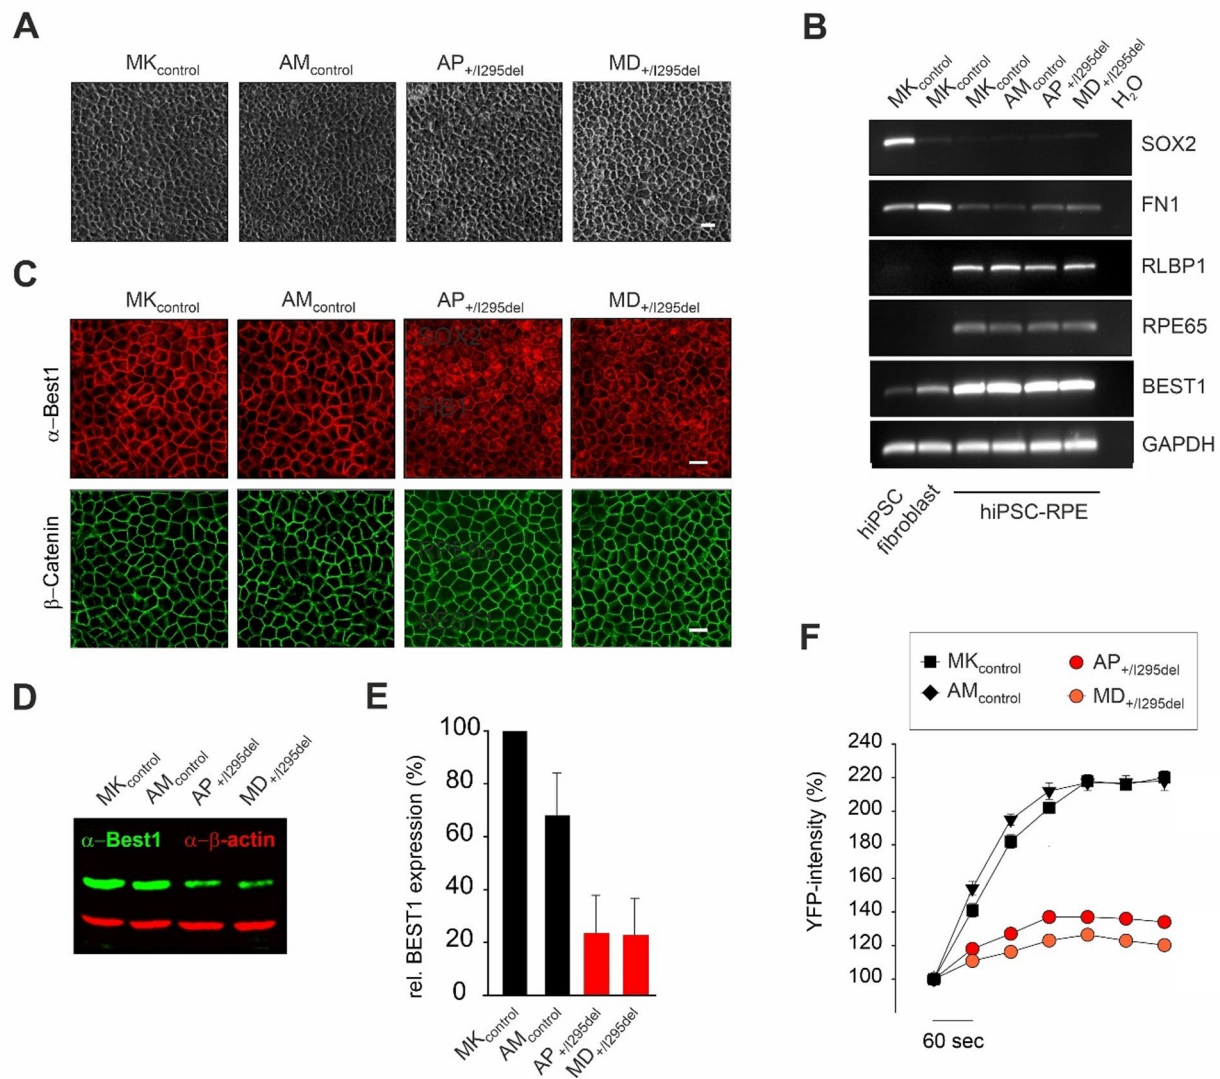 A
MKcontrol AMcontrol AP+/I295del MD+/I295del
B
MKcontrol MKcontrol MKcontrol AMcontrol AP+/I295del MD+/I295del H2O
SOX2
FN1
RLBP1
RPE65
BEST1
GAPDH
hiPSC fibroblast hiPSC-RPE
C
MKcontrol AMcontrol AP+/I295del MD+/I295del
α−Best1
SOX2
β−Catenin
D
MKcontrol AMcontrol AP+/I295del MD+/I295del
α−Best1 α−β-actin
E
rel. BEST1 expression (%)
100
80
60
40
20
0
MKcontrol AMcontrol AP+/I295del MD+/I295del
F
MKcontrol AP+/I295del
AMcontrol MD+/I295del
YFP-intensity (%)
240
220
200
180
160
140
120
100
60 sec